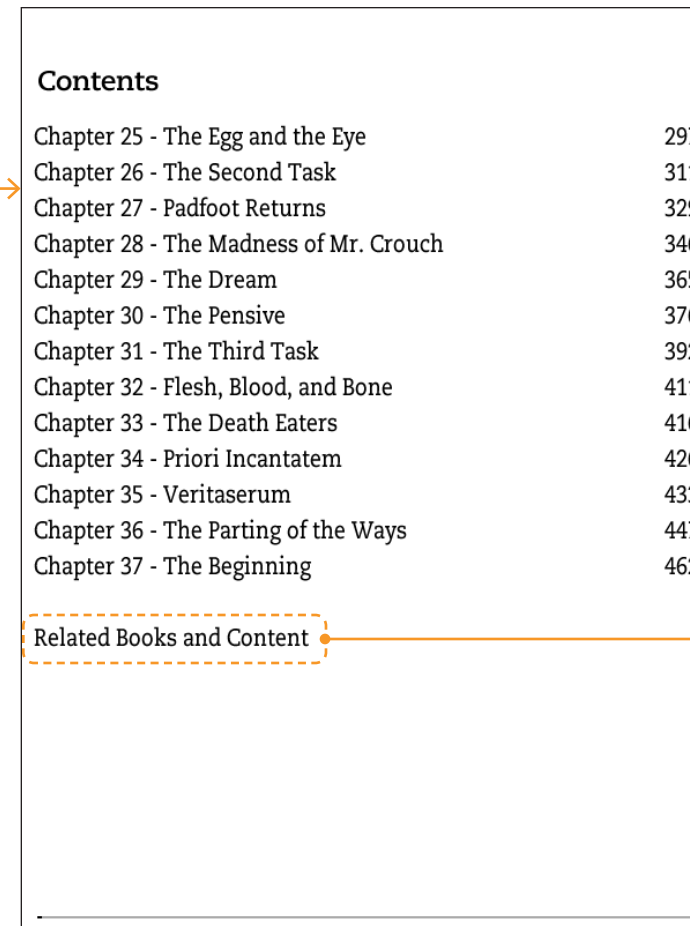 Contents
Chapter 25 - The Egg and the Eye
Chapter 26 - The Second Task
Chapter 27 - Padfoot Returns
Chapter 28 - The Madness of Mr. Crouch
Chapter 29 - The Dream
Chapter 30 - The Pensive
Chapter 31 - The Third Task
Chapter 32 - Flesh, Blood, and Bone
Chapter 33 - The Death Eaters
Chapter 34 - Priori Incantatem
Chapter 35 - Veritaserum
Chapter 36 - The Parting of the Ways
Chapter 37 - The Beginning
Related Books and Content